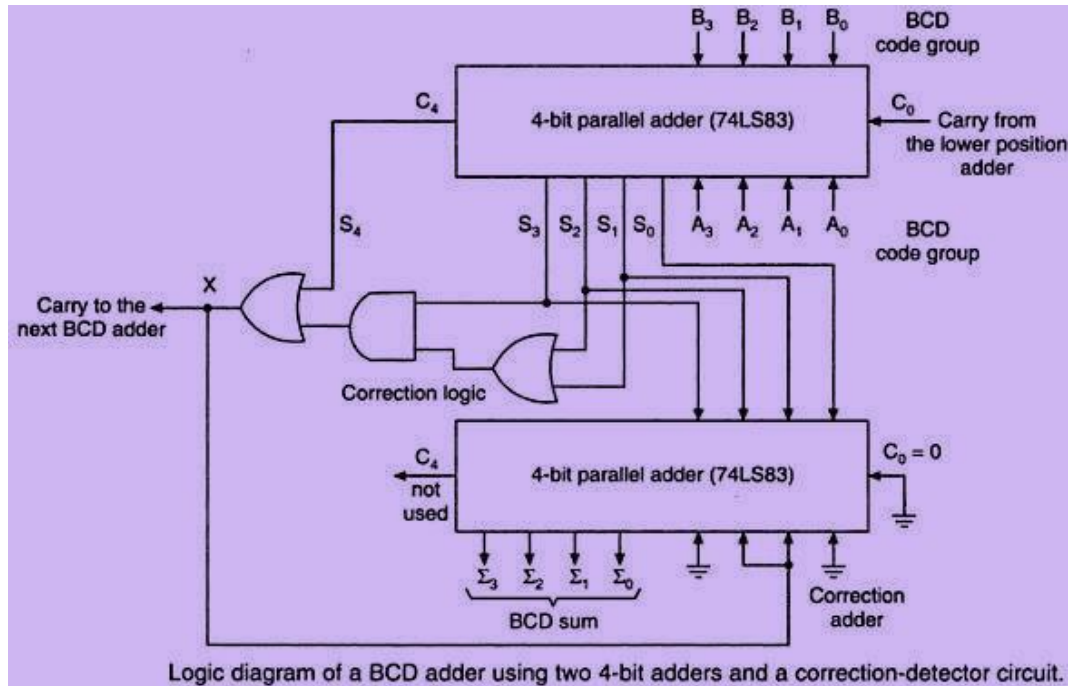 B3 B2 B1 B0
BCD
code group
C4
4-bit parallel adder (74LS83)
C0
Carry from
the lower position
adder
S4
S3 S2 S1 S0
A3 A2 A1 A0
BCD
code group
X
Carry to the
next BCD adder
Correction logic
C4
not
used
4-bit parallel adder (74LS83)
C0 = 0
Σ3 Σ2 Σ1 Σ0
BCD sum
Correction
adder
Logic diagram of a BCD adder using two 4-bit adders and a correction-detector circuit.